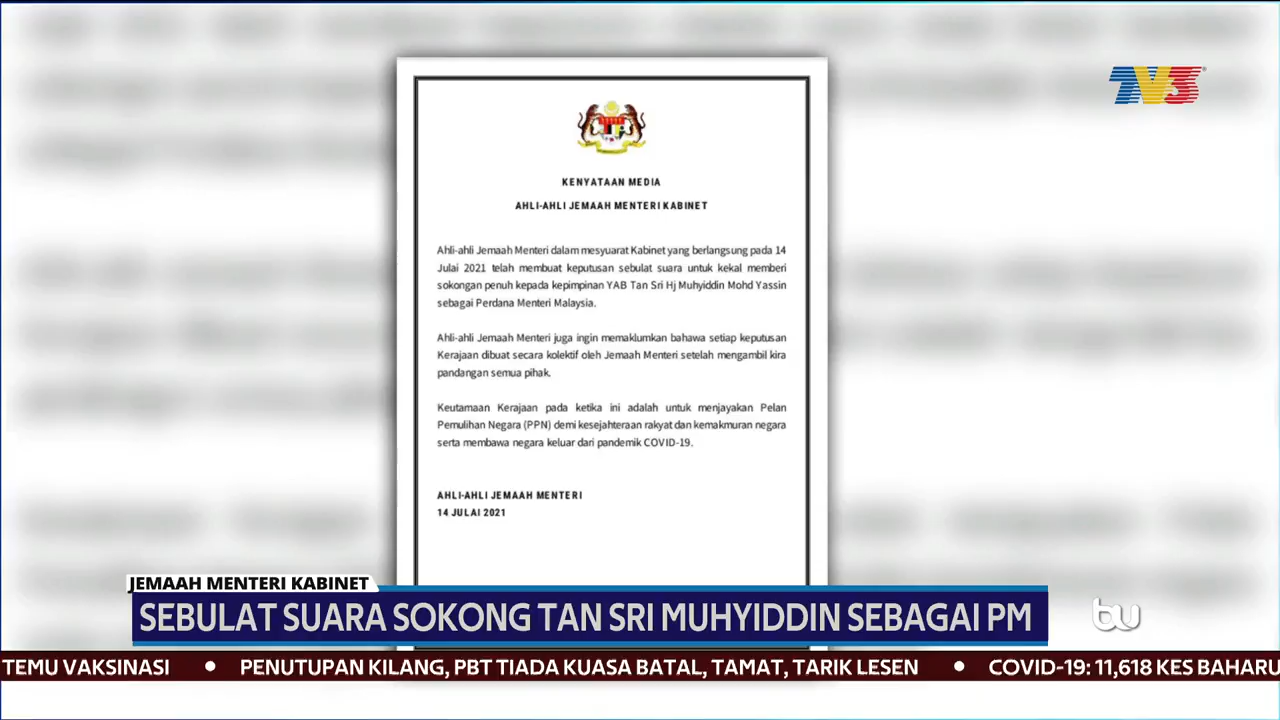 TV3
KENYATAAN MEDIA
AHLI-AHLI JEMAAH MENTERI KABINET
Ahli-ahli Jemaah Menteri dalam mesyuarat Kabinet yang berlangsung pada 14
Julai 2021 telah membuat keputusan sebulat suara untuk kekal memberi
sokongan penuh kepada kepimpinan YAB Tan Sri Hj Muhyiddin Mohd Yassin
sebagai Perdana Menteri Malaysia.
Ahli-ahli Jemaah Menteri juga ingin memaklumkan bahawa setiap keputusan
Kerajaan dibuat secara kolektif oleh Jemaah Menteri setelah mengambil kira
pandangan semua pihak.
Keutamaan Kerajaan pada ketika ini adalah untuk menjayakan Pelan
Pemulihan Negara (PPN) demi kesejahteraan rakyat dan kemakmuran negara
serta membawa negara keluar dari pandemik COVID-19.
AHLI-AHLI JEMAAH MENTERI
14 JULAI 2021
JEMAAH MENTERI KABINET
SEBULAT SUARA SOKONG TAN SRI MUHYIDDIN SEBAGAI PM
bu
TEMU VAKSINASI • PENUTUPAN KILANG, PBT TIADA KUASA BATAL, TAMAT, TARIK LESEN • COVID-19: 11,618 KES BAHARU